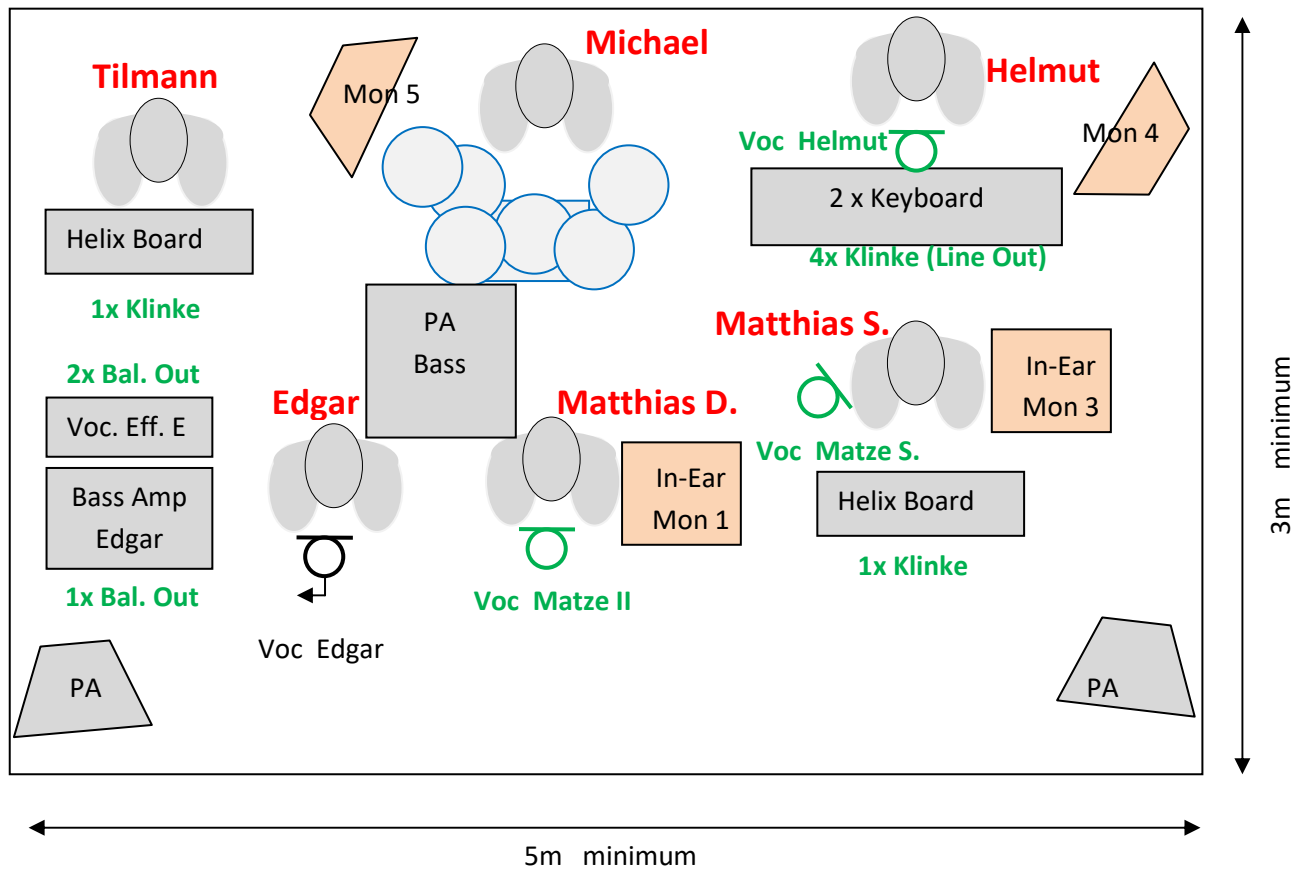 Michael
Tilmann
Helmut
Mon 5
Mon 4
Voc Helmut
2 x Keyboard
Helix Board
4x Klinke (Line Out)
1x Klinke
PA
Bass
Matthias S.
2x Bal. Out
In-Ear
Mon 3
Edgar
Matthias D.
Voc. Eff. E
Voc Matze S.
In-Ear
Mon 1
Bass Amp
Edgar
Helix Board
1x Klinke
1x Bal. Out
Voc Matze II
Voc Edgar
PA
PA
3m minimum
5m minimum